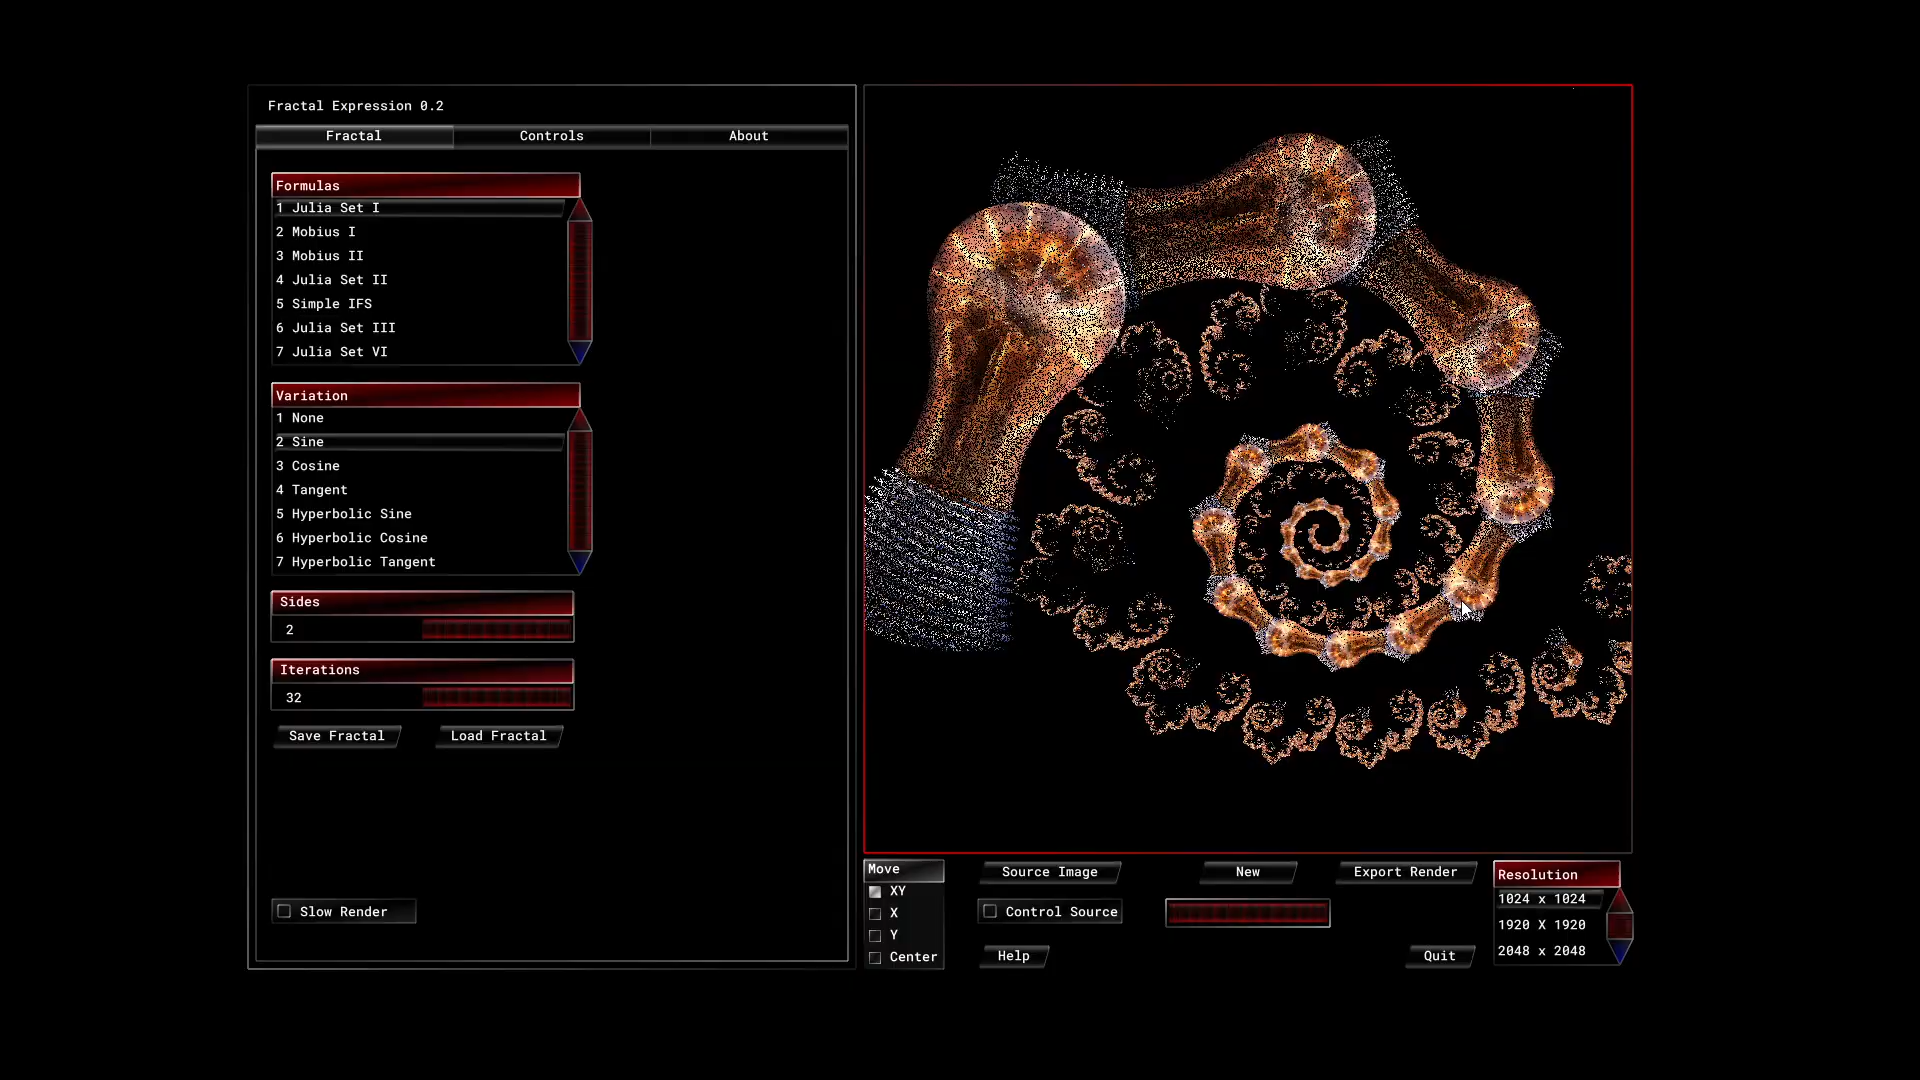 Fractal Expression 0.2
Fractal Controls About
Formulas
1 Julia Set I
2 Mobius I
3 Mobius II
4 Julia Set II
5 Simple IFS
6 Julia Set III
7 Julia Set VI
Variation
1 None
2 Sine
3 Cosine
4 Tangent
5 Hyperbolic Sine
6 Hyperbolic Cosine
7 Hyperbolic Tangent
Sides
2
Iterations
32
Save Fractal Load Fractal
Slow Render
Move
XY
X
Y
Center
Source Image
Control Source
Help
New
Export Render
Quit
Resolution
1024 x 1024
1920 X 1920
2048 x 2048